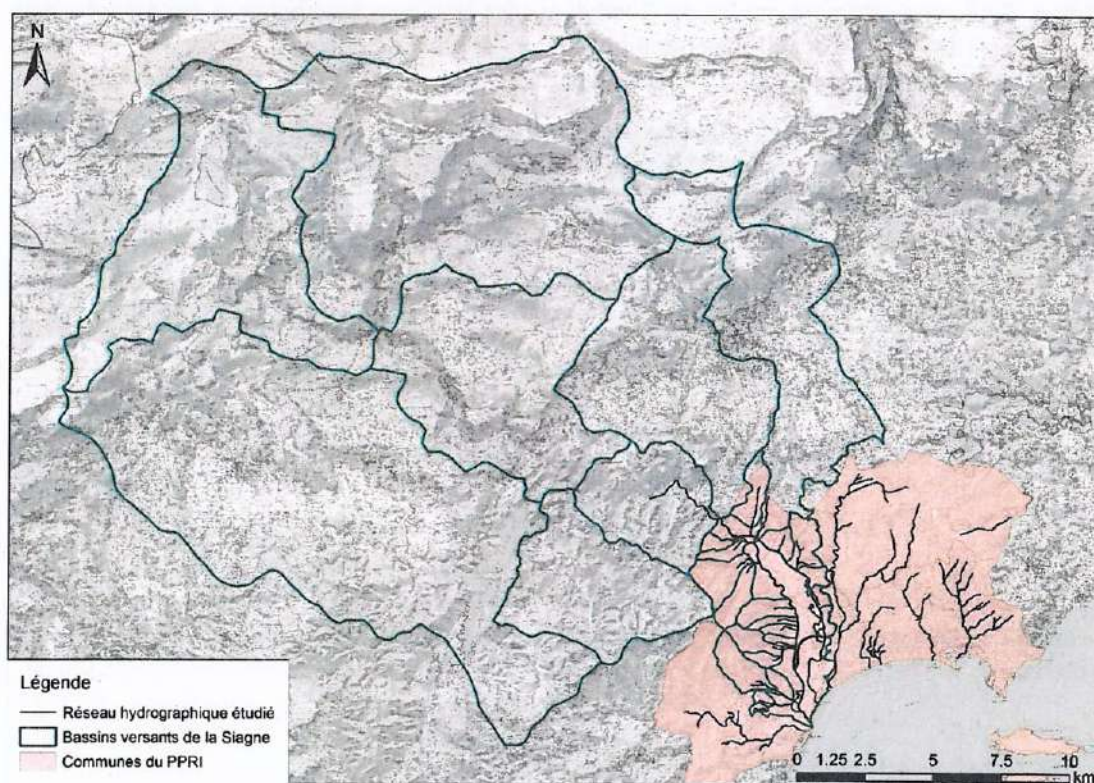 N
Légende
Réseau hydrographique étudié
Bassins versants de la Siagne
Communes du PPRI
0 1.25 2.5 5 7.5 10
km